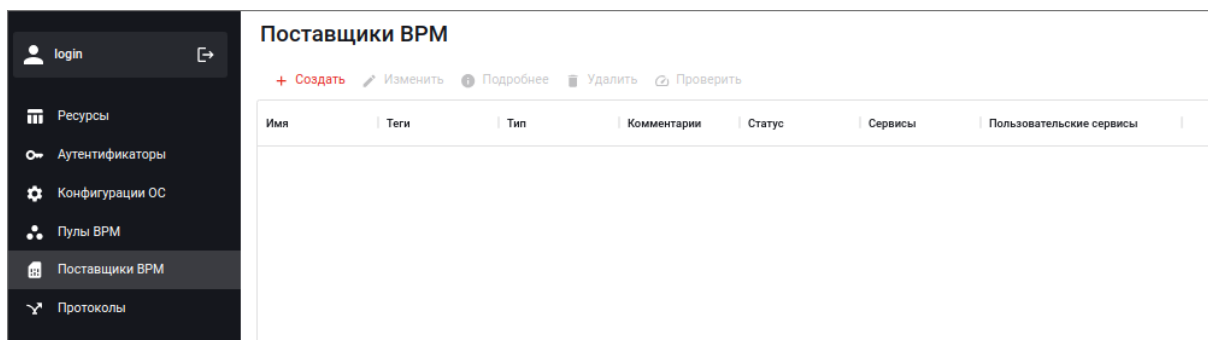 Поставщики ВРМ
login
Создать Изменить Подробнее Удалить Проверить
Ресурсы
Аутентификаторы
Конфигурации ОС
Пулы ВРМ
Поставщики ВРМ
Протоколы
Имя Теги Тип Комментарии Статус Сервисы Пользовательские сервисы